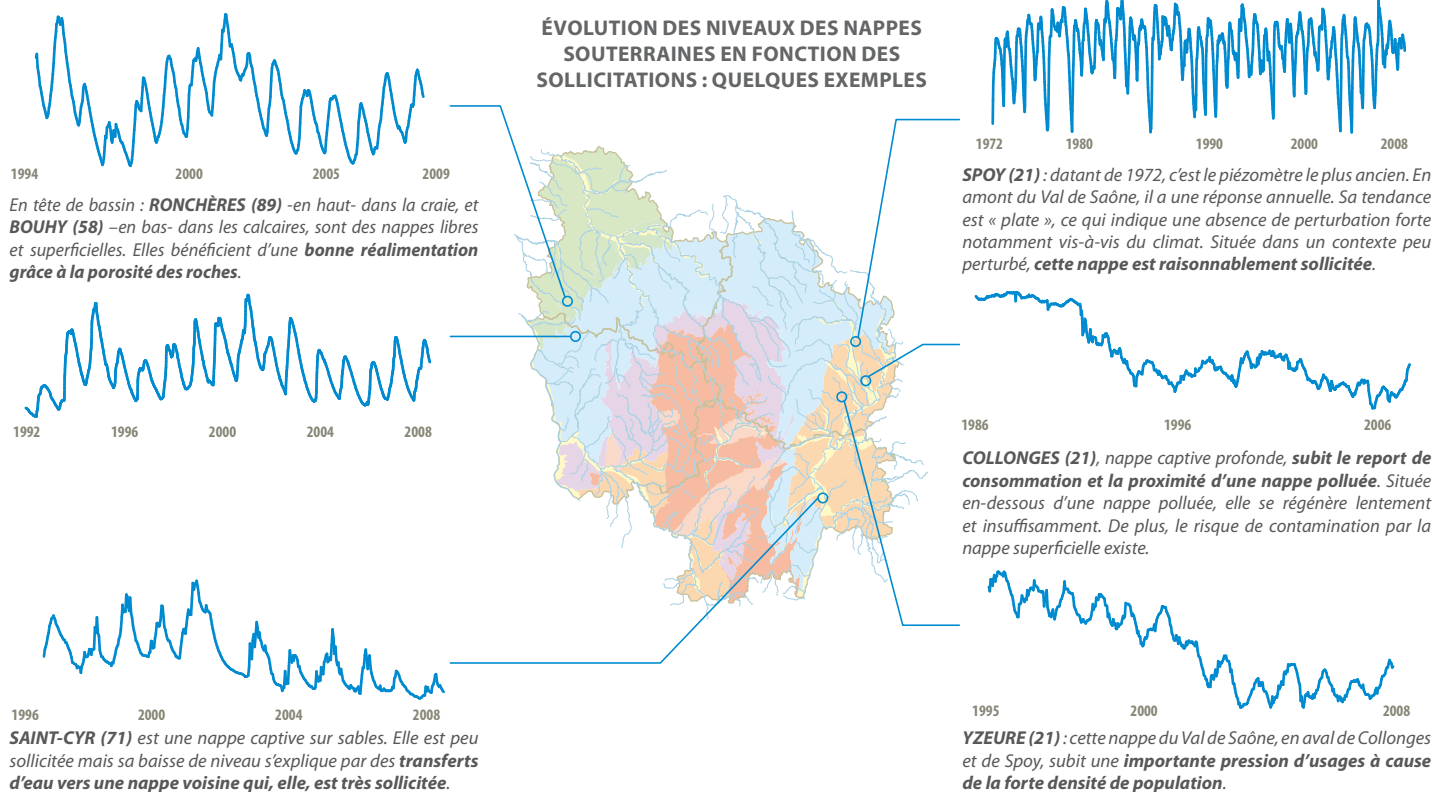 ÉVOLUTION DES NIVEAUX DES NAPPES
SOUTERRAINES EN FONCTION DES
SOLLICITATIONS : QUELQUES EXEMPLES
1994 2000 2005 2009
En tête de bassin : RONCHÈRES (89) -en haut- dans la craie, et
BOUHY (58) –en bas- dans les calcaires, sont des nappes libres
et superficielles. Elles bénéficient d'une bonne réalimentation
grâce à la porosité des roches.
1992 1996 2000 2004 2008
1996 2000 2004 2008
SAINT-CYR (71) est une nappe captive sur sables. Elle est peu
sollicitée mais sa baisse de niveau s'explique par des transferts
d'eau vers une nappe voisine qui, elle, est très sollicitée.
1972 1980 1990 2000 2008
SPOY (21) : datant de 1972, c'est le piézomètre le plus ancien. En
amont du Val de Saône, il a une réponse annuelle. Sa tendance
est « plate », ce qui indique une absence de perturbation forte
notamment vis-à-vis du climat. Située dans un contexte peu
perturbé, cette nappe est raisonnablement sollicitée.
1986 1996 2006
COLLONGES (21), nappe captive profonde, subit le report de
consommation et la proximité d'une nappe polluée. Située
en-dessous d'une nappe polluée, elle se régénère lentement
et insuffisamment. De plus, le risque de contamination par la
nappe superficielle existe.
1995 2000 2008
YZEURE (21) : cette nappe du Val de Saône, en aval de Collonges
et de Spoy, subit une importante pression d'usages à cause
de la forte densité de population.